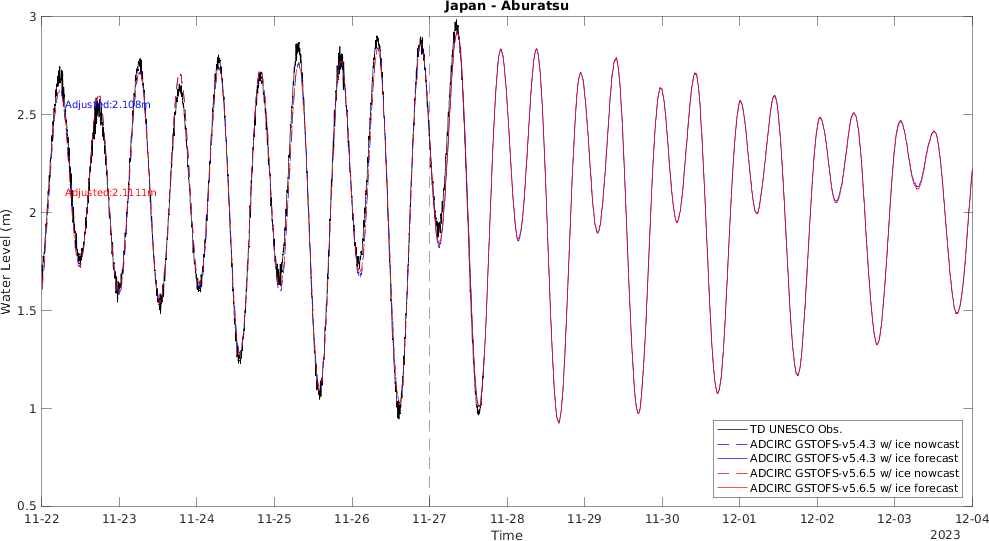 Japan - Aburatsu
3
2.5
2
1.5
1
0.5
Water Level (m)
Adjusted:2.108m
Adjusted:2.1111m
TD UNESCO Obs.
ADCIRC GSTOFS-v5.4.3 w/ ice nowcast
ADCIRC GSTOFS-v5.4.3 w/ ice forecast
ADCIRC GSTOFS-v5.6.5 w/ ice nowcast
ADCIRC GSTOFS-v5.6.5 w/ ice forecast
11-22 11-23 11-24 11-25 11-26 11-27 11-28 11-29 11-30 12-01 12-02 12-03 12-04
Time
2023